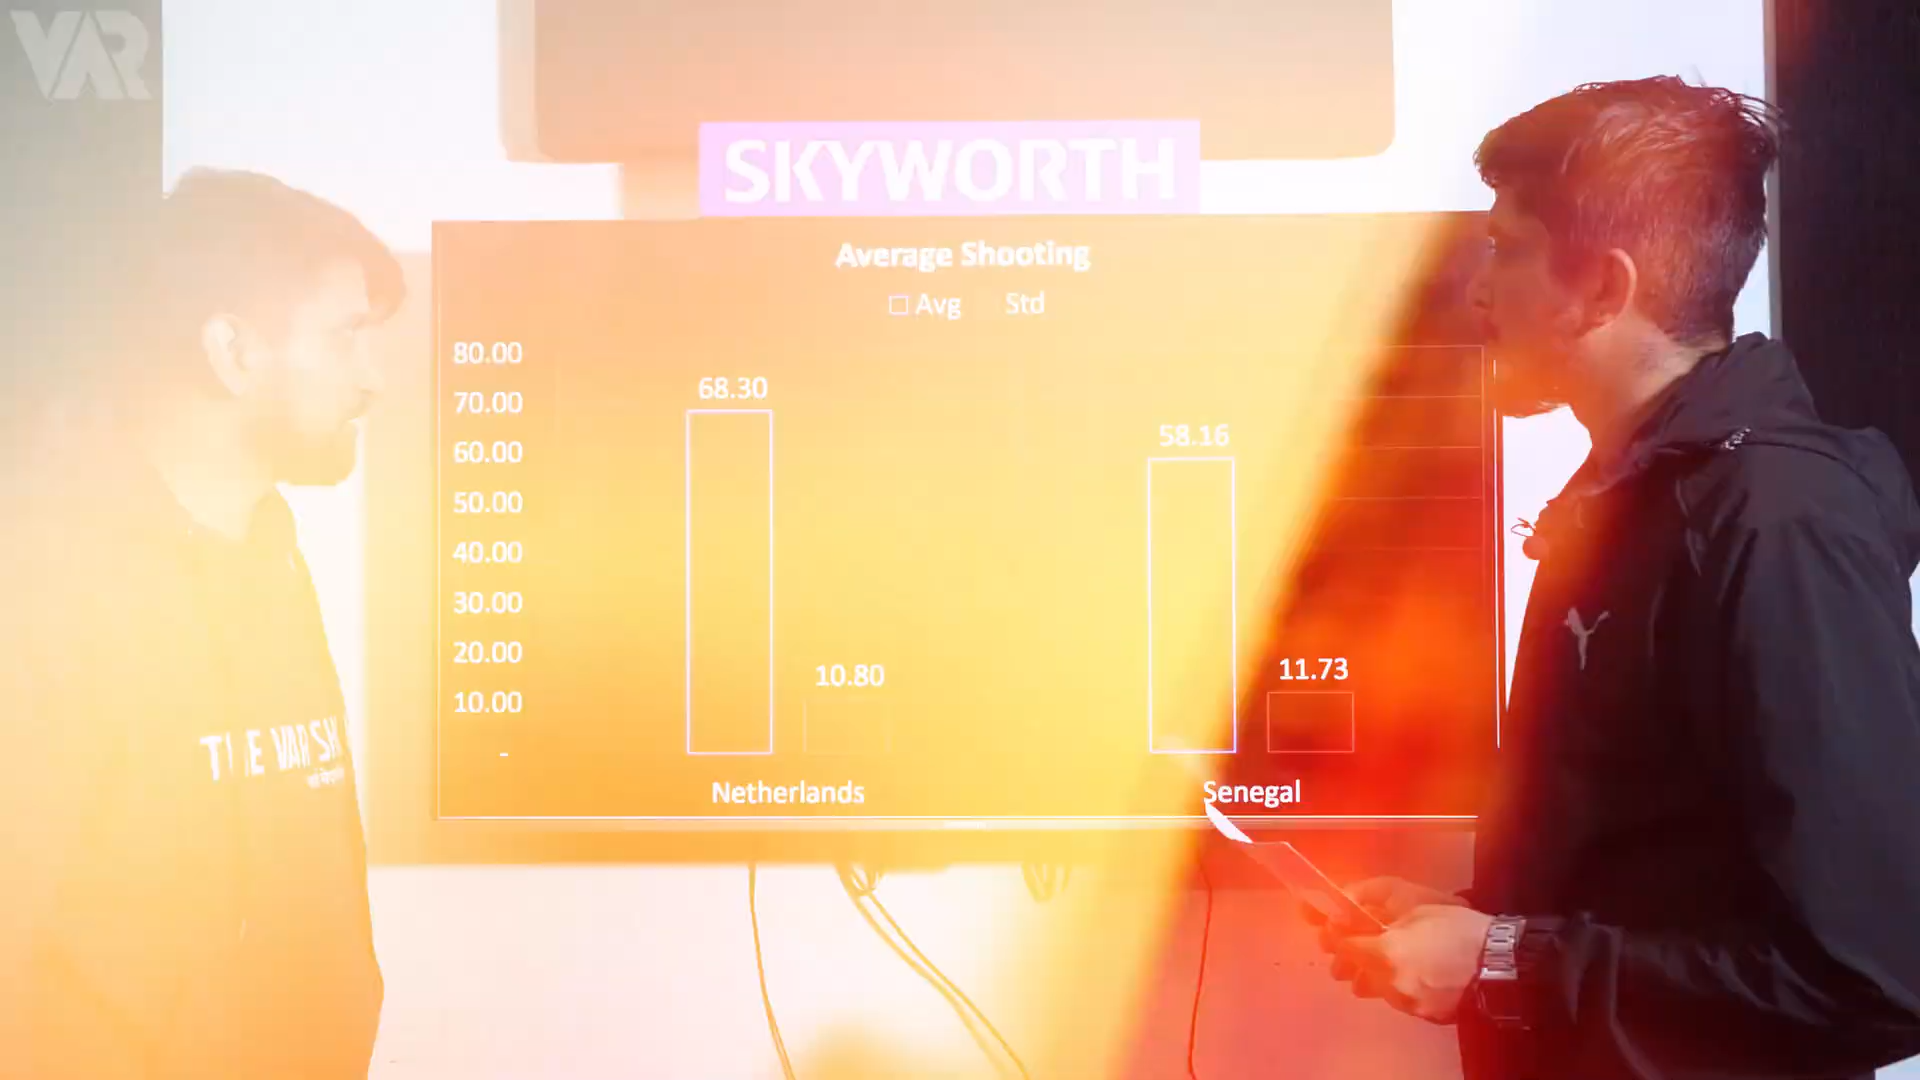 VAR
SKYWORTH
Average Shooting
Avg Std
80.00
70.00
60.00
50.00
40.00
30.00
20.00
10.00
-
68.30
10.80
58.16
11.73
Netherlands
Senegal